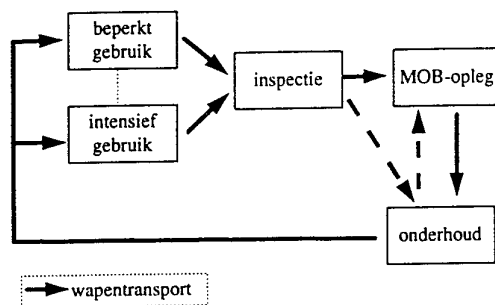 beperkt
gebruik
inspectie
MOB-opleg
intensief
gebruik
onderhoud
wapentransport